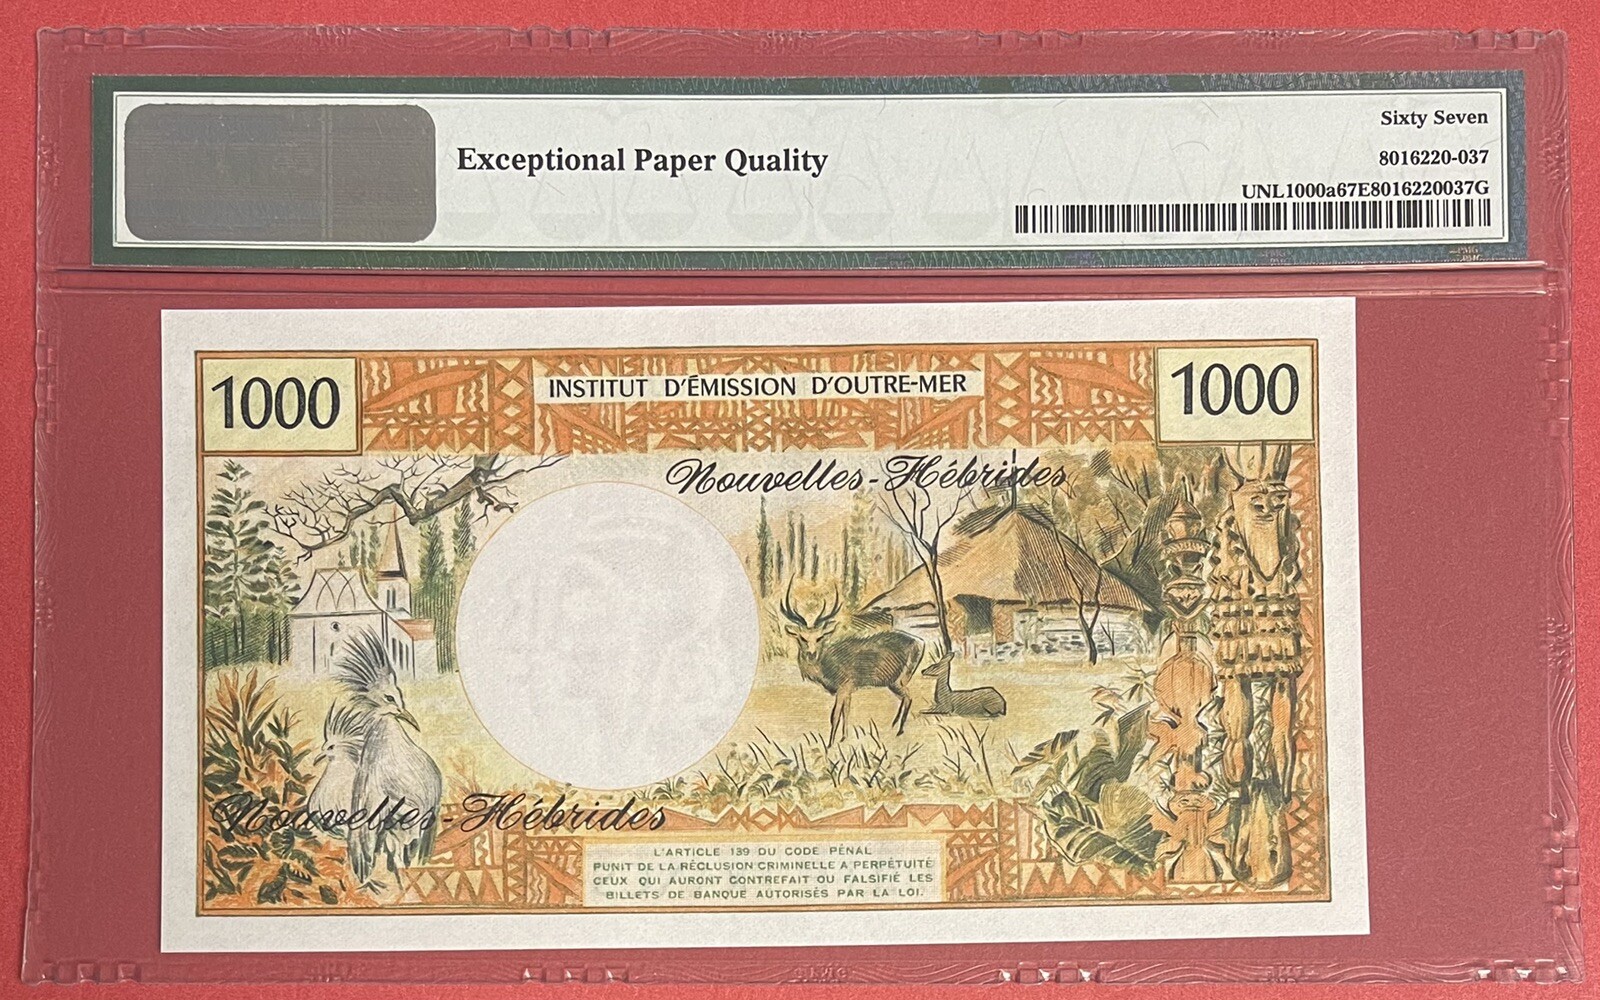 Sixty Seven
Exceptional Paper Quality
8016220-037
UNL1000a67E8016220037G
1000
INSTITUT D'ÉMISSION D'OUTRE-MER
1000
Nouvelles-Hébrides
Nouvelles-Hébrides
L'ARTICLE 139 DU CODE PÉNAL
PUNIT DE LA RÉCLUSION CRIMINELLE A PERPÉTUITÉ
CEUX QUI AURONT CONTREFAIT OU FALSIFIÉ LES
BILLETS DE BANQUE AUTORISÉS PAR LA LOI.